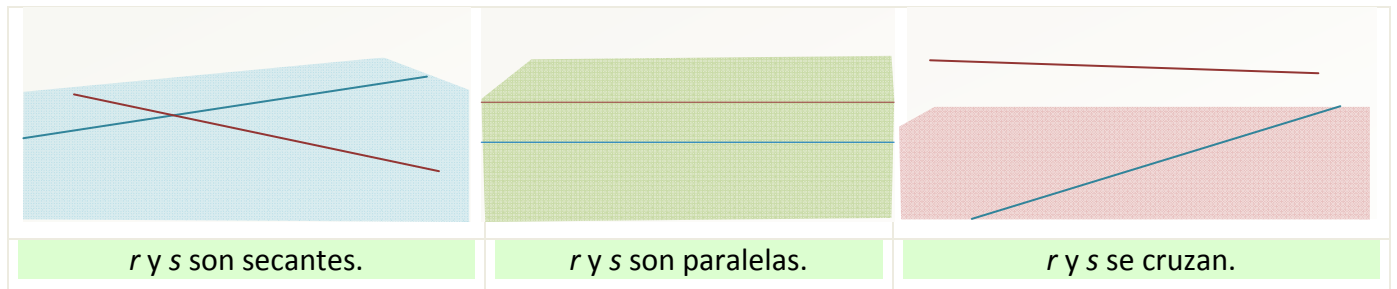 r y s son secantes.
r y s son paralelas.
r y s se cruzan.